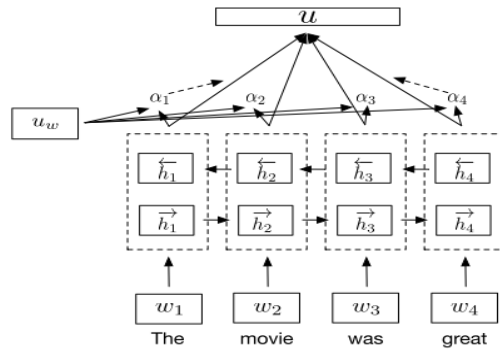 u
α₁ α₂ α₃ α₄
u_w
←h₁ ←h₂ ←h₃ ←h₄
→h₁ →h₂ →h₃ →h₄
w₁ w₂ w₃ w₄
The movie was great